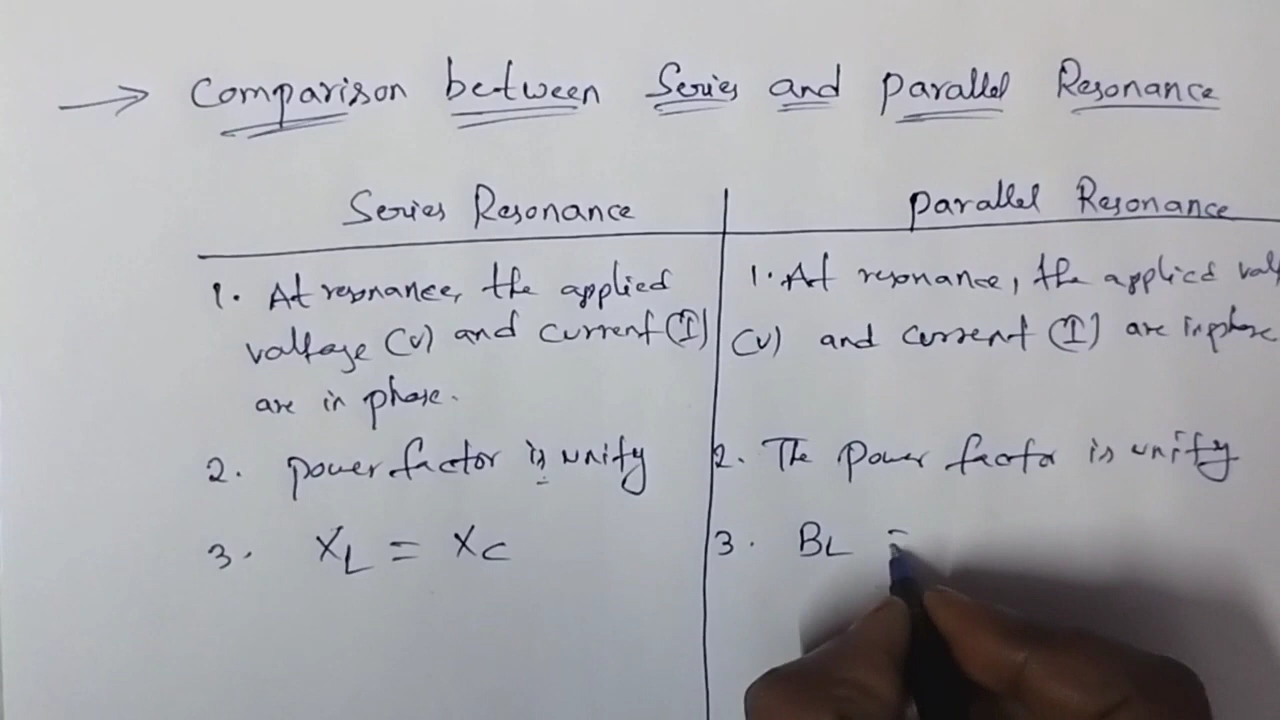 → Comparison between Series and parallel Resonance
Series Resonance
parallel Resonance
1. At resonance, the applied
voltage (V) and current (I)
are in phase.
2. power factor is unity
3. XL = XC
1. At resonance, the applied
(V) and current (I) are in phase
2. The power factor is unity
3. BL =